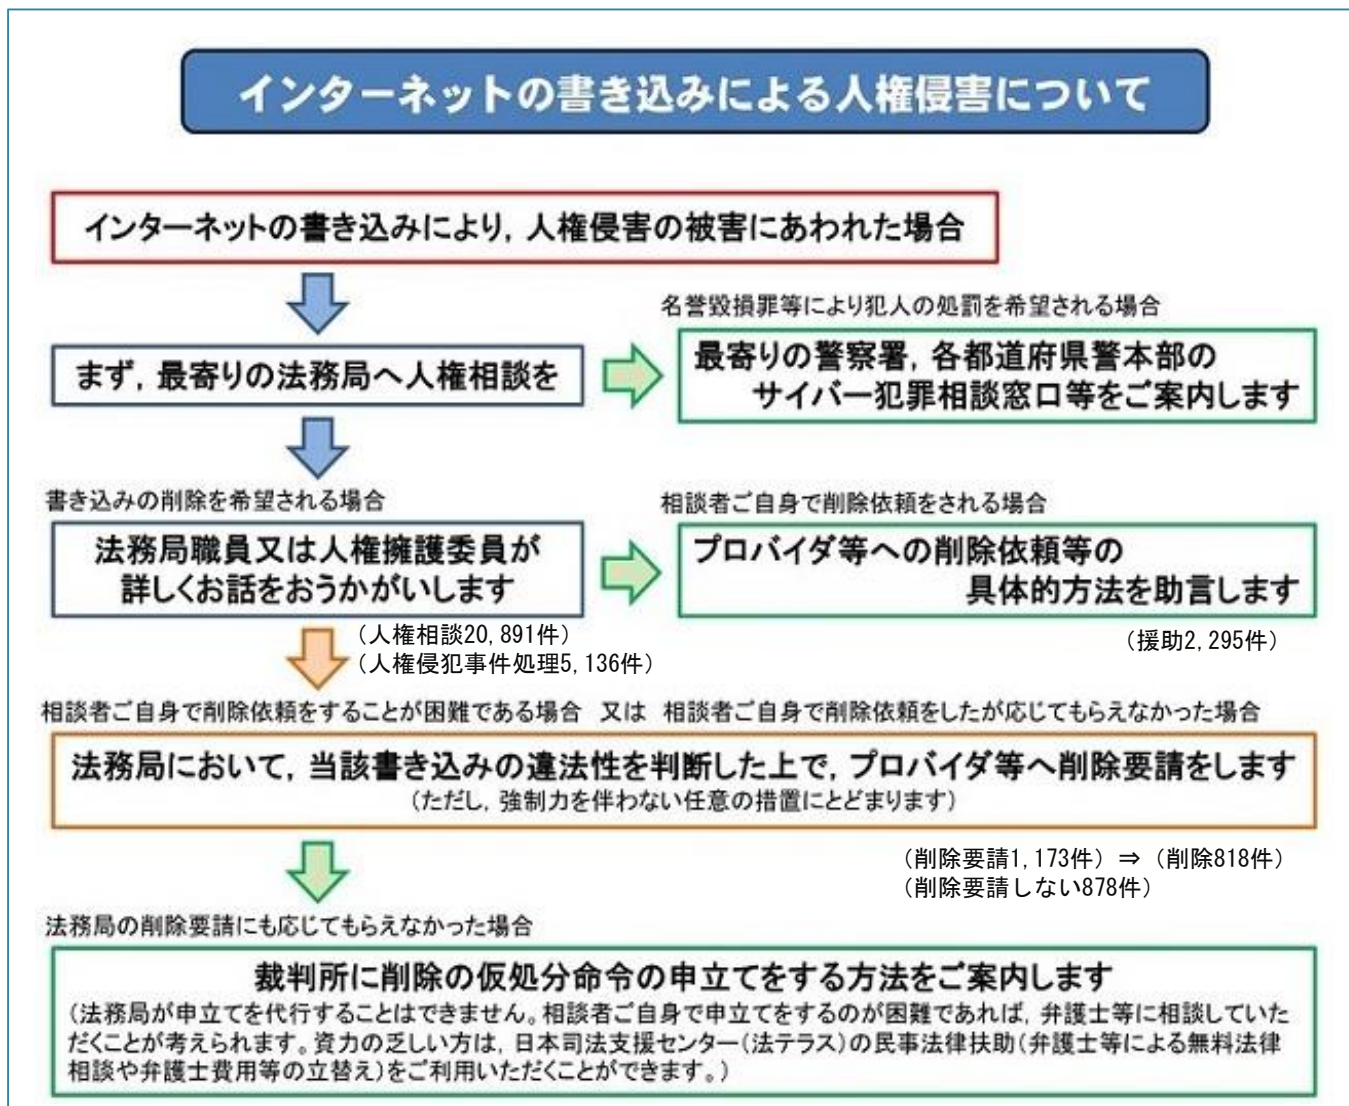 インターネットの書き込みによる人権侵害について
インターネットの書き込みにより，人権侵害の被害にあわれた場合
名誉毀損罪等により犯人の処罰を希望される場合
まず，最寄りの法務局へ人権相談を
最寄りの警察署，各都道府県警本部の
サイバー犯罪相談窓口等をご案内します
書き込みの削除を希望される場合
相談者ご自身で削除依頼をされる場合
法務局職員又は人権擁護委員が
詳しくお話をおうかがいします
プロバイダ等への削除依頼等の
具体的方法を助言します
（人権相談20,891件）
（人権侵犯事件処理5,136件）
（援助2,295件）
相談者ご自身で削除依頼をすることが困難である場合　又は　相談者ご自身で削除依頼をしたが応じてもらえなかった場合
法務局において，当該書き込みの違法性を判断した上で，プロバイダ等へ削除要請をします
（ただし，強制力を伴わない任意の措置にとどまります）
（削除要請1,173件）⇒（削除818件）
（削除要請しない878件）
法務局の削除要請にも応じてもらえなかった場合
裁判所に削除の仮処分命令の申立てをする方法をご案内します
（法務局が申立てを代行することはできません。相談者ご自身で申立てをするのが困難であれば，弁護士等に相談していた
だくことが考えられます。資力の乏しい方は，日本司法支援センター（法テラス）の民事法律扶助（弁護士等による無料法律
相談や弁護士費用等の立替え）をご利用いただくことができます。）